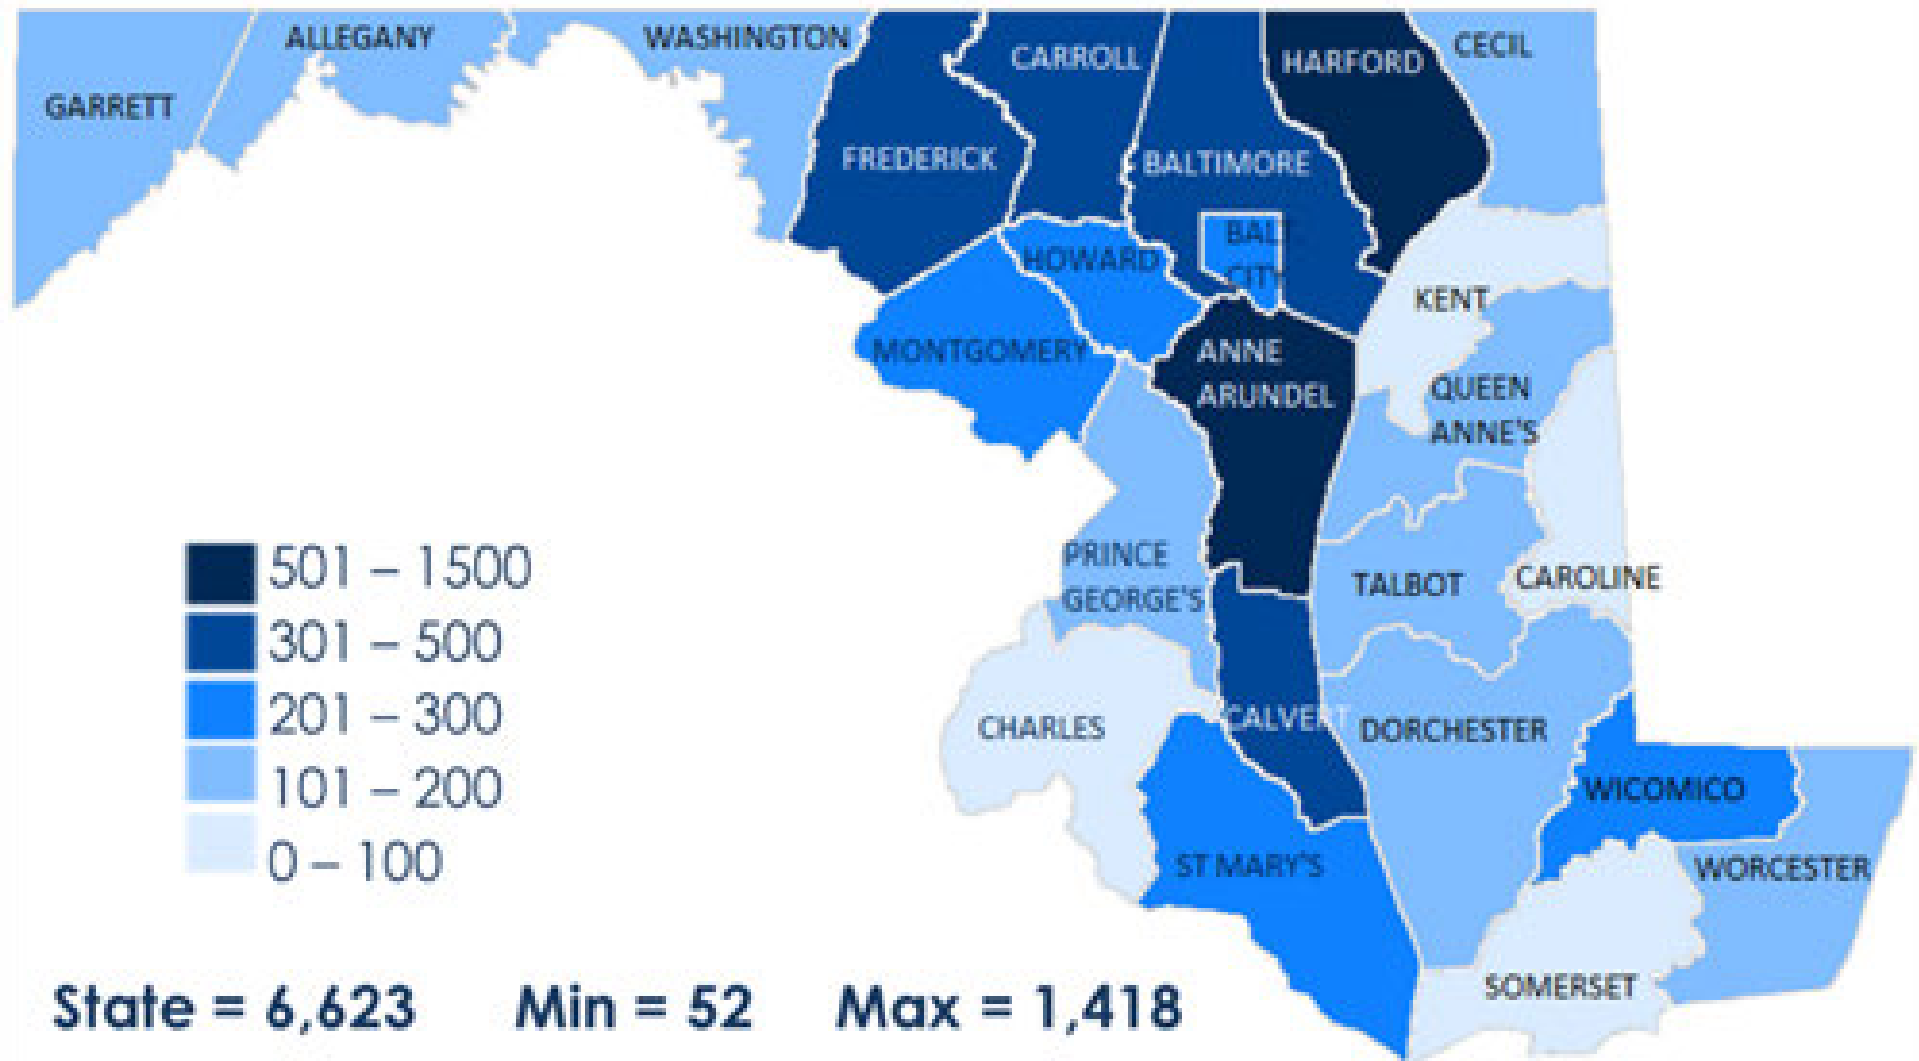 ALLEGANY
WASHINGTON
CARROLL
HARFORD
CECIL
GARRETT
FREDERICK
BALTIMORE
BALT.
CITY
HOWARD
KENT
MONTGOMERY
ANNE
ARUNDEL
QUEEN
ANNE'S
PRINCE
GEORGE'S
TALBOT
CAROLINE
CHARLES
CALVERT
DORCHESTER
WICOMICO
ST MARY'S
WORCESTER
SOMERSET
501 – 1500
301 – 500
201 – 300
101 – 200
0 – 100
State = 6,623 Min = 52 Max = 1,418